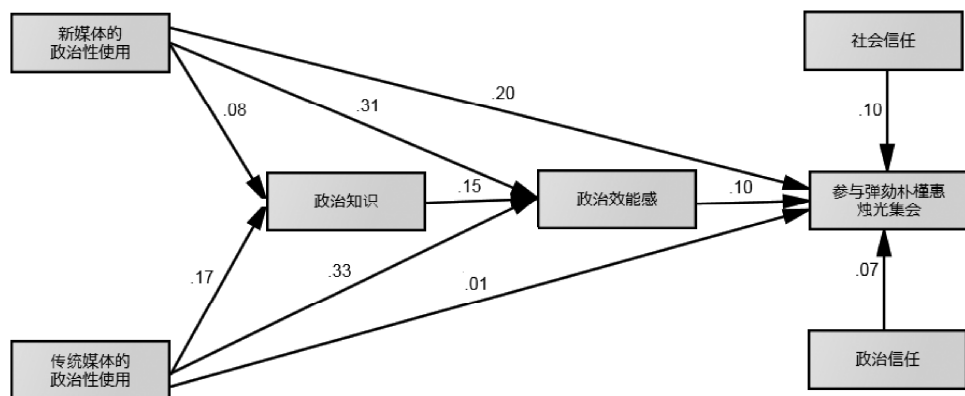 新媒体的
政治性使用
社会信任
.08
.31
.20
.10
政治知识
.15
政治效能感
.10
参与弹劾朴槿惠
烛光集会
.17
.33
.01
.07
传统媒体的
政治性使用
政治信任